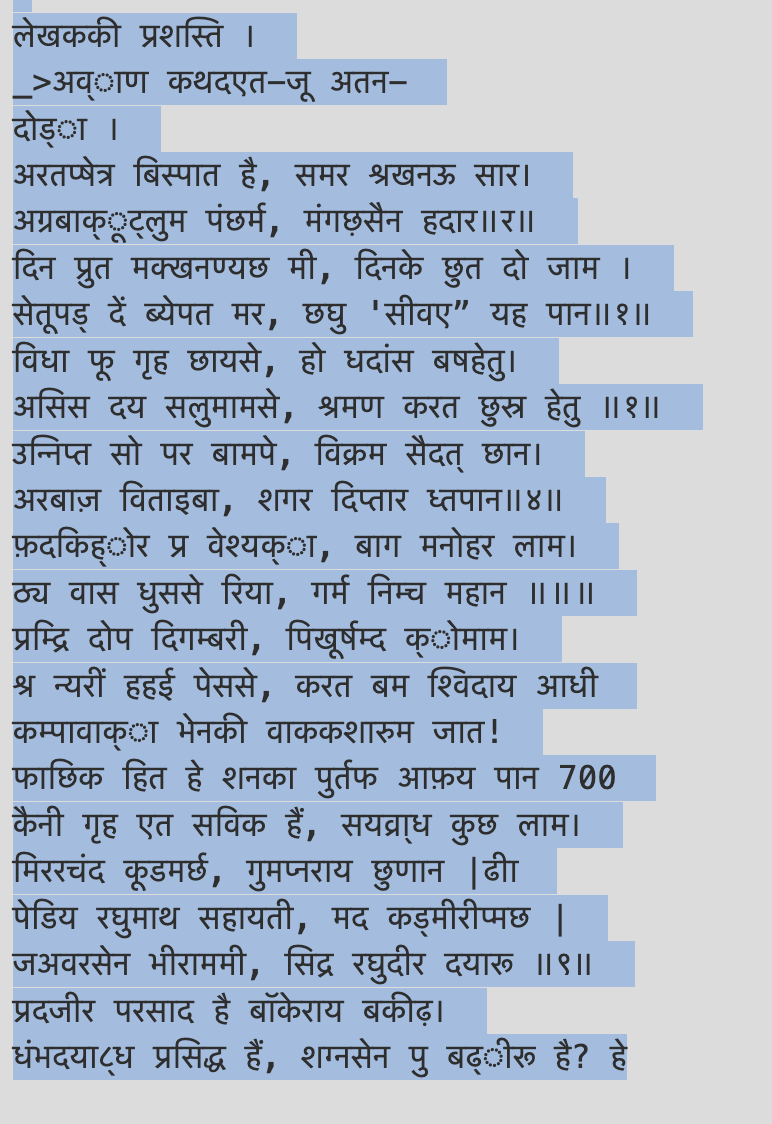 लेखककी प्रशस्ति ।
_>अव्ाण कथदएत–जू अतन–
दोड्ा ।
अरतप्षेत्र बिस्पात है, समर श्रखनऊ सार।
अग्रबाक्ूट्लुम पंछर्म, मंगछ़सैन हदार॥र॥
दिन प्रुत मक्खनण्यछ मी, दिनके छुत दो जाम ।
सेतूपड् दें ब्येपत मर, छघु 'सीवए” यह पान॥१॥
विधा फू गृह छायसे, हो धदांस बषहेतु।
असिस दय सलुमामसे, श्रमण करत छुस्र हेतु ॥१॥
उन्निप्त सो पर बामपे, विक्रम सैदत् छान।
अरबाज़ विताइबा, शगर दिप्तार ध्तपान॥४॥
फ़दकिह्ोर प्र वेश्यक्ा, बाग मनोहर लाम।
ठ्य वास धुससे रिया, गर्म निम्च महान ॥॥॥
प्रम्द्रि दोप दिगम्बरी, पिखूर्षम्द क्ोमाम।
श्र न्यरीं हहई पेससे, करत बम श्विदाय आधी
कम्पावाक्ा भेनकी वाककशारुम जात!
फाछिक हित हे शनका पुर्तफ आफ़य पान 700
कैनी गृह एत सविक हैं, सयव्रा्ध कुछ लाम।
मिररचंद कूडमर्छ, गुमप्नराय छुणान |ढीा
पेडिय रघुमाथ सहायती, मद कड्मीरीप्मछ |
जअवरसेन भीराममी, सिद्र रघुदीर दयारू ॥९॥
प्रदजीर परसाद है बॉकेराय बकीढ़।
धंभदया८्ध प्रसिद्ध हैं, शग्नसेन पु बढ्ीरू है? हे